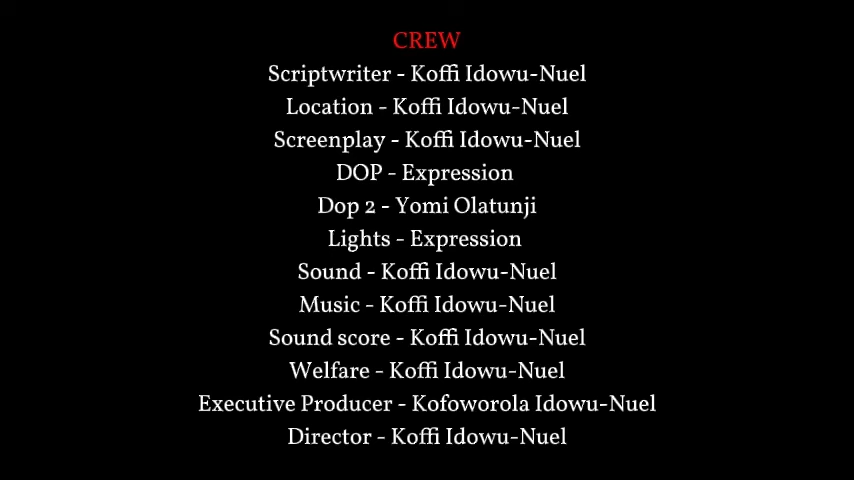 CREW
Scriptwriter - Koffi Idowu-Nuel
Location - Koffi Idowu-Nuel
Screenplay - Koffi Idowu-Nuel
DOP - Expression
Dop 2 - Yomi Olatunji
Lights - Expression
Sound - Koffi Idowu-Nuel
Music - Koffi Idowu-Nuel
Sound score - Koffi Idowu-Nuel
Welfare - Koffi Idowu-Nuel
Executive Producer - Kofoworola Idowu-Nuel
Director - Koffi Idowu-Nuel